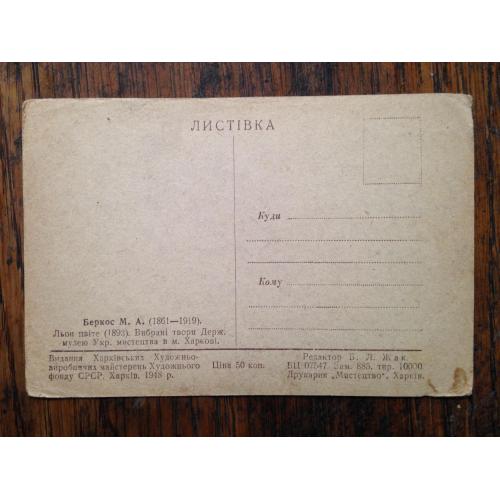 ЛИСТІВКА
Куди
Кому
Беркос М. А. (1861—1919).
Льон цвіте (1893). Вибрані твори Держ.
музею Укр. мистецтва в м. Харкові.
Видання Харківських Художньо-
виробничих майстерень Художнього
фонду СРСР. Харків, 1948 р.
Ціна 50 коп.
Редактор Б. Л. Жак.
БЦ 07547. Зам. 885, тир. 10000
Друкарня „Мистецтво“, Харків.